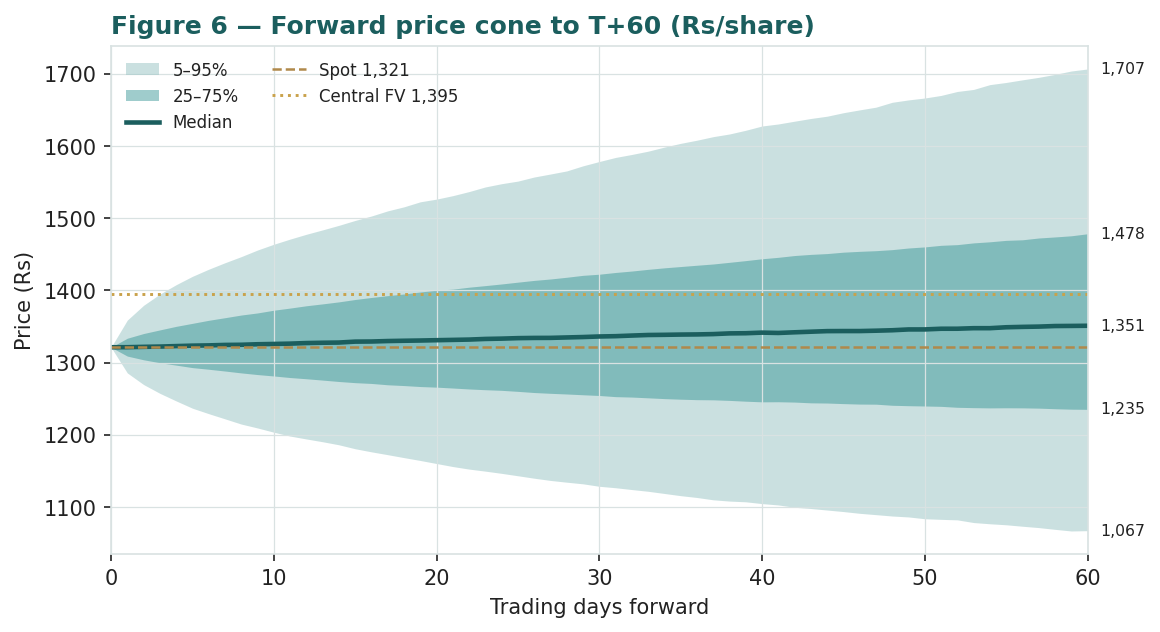 Figure 6 — Forward price cone to T+60 (Rs/share)
5–95%
25–75%
Median
Spot 1,321
Central FV 1,395
Price (Rs)
1700
1600
1500
1400
1300
1200
1100
1,707
1,478
1,351
1,235
1,067
0 10 20 30 40 50 60
Trading days forward